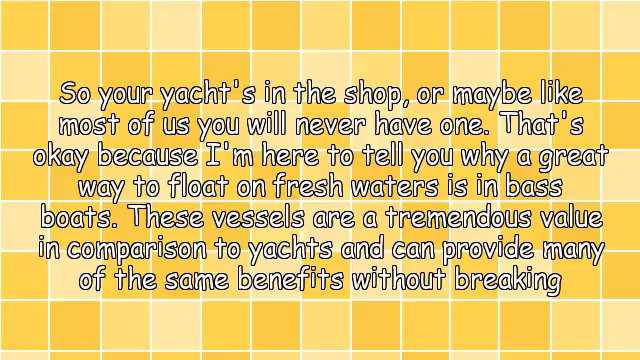 So your yacht's in the shop, or maybe like
most of us you will never have one. That's
okay because I'm here to tell you why a great
way to float on fresh waters is in bass
boats. These vessels are a tremendous value
in comparison to yachts and can provide many
of the same benefits without breaking